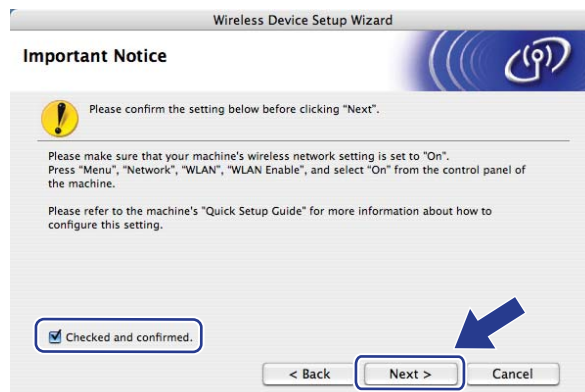 Wireless Device Setup Wizard
Important Notice
Please confirm the setting below before clicking "Next".
Please make sure that your machine's wireless network setting is set to "On".
Press "Menu", "Network", "WLAN", "WLAN Enable", and select "On" from the control panel of
the machine.
Please refer to the machine's "Quick Setup Guide" for more information about how to
configure this setting.
Checked and confirmed.
< Back Next > Cancel